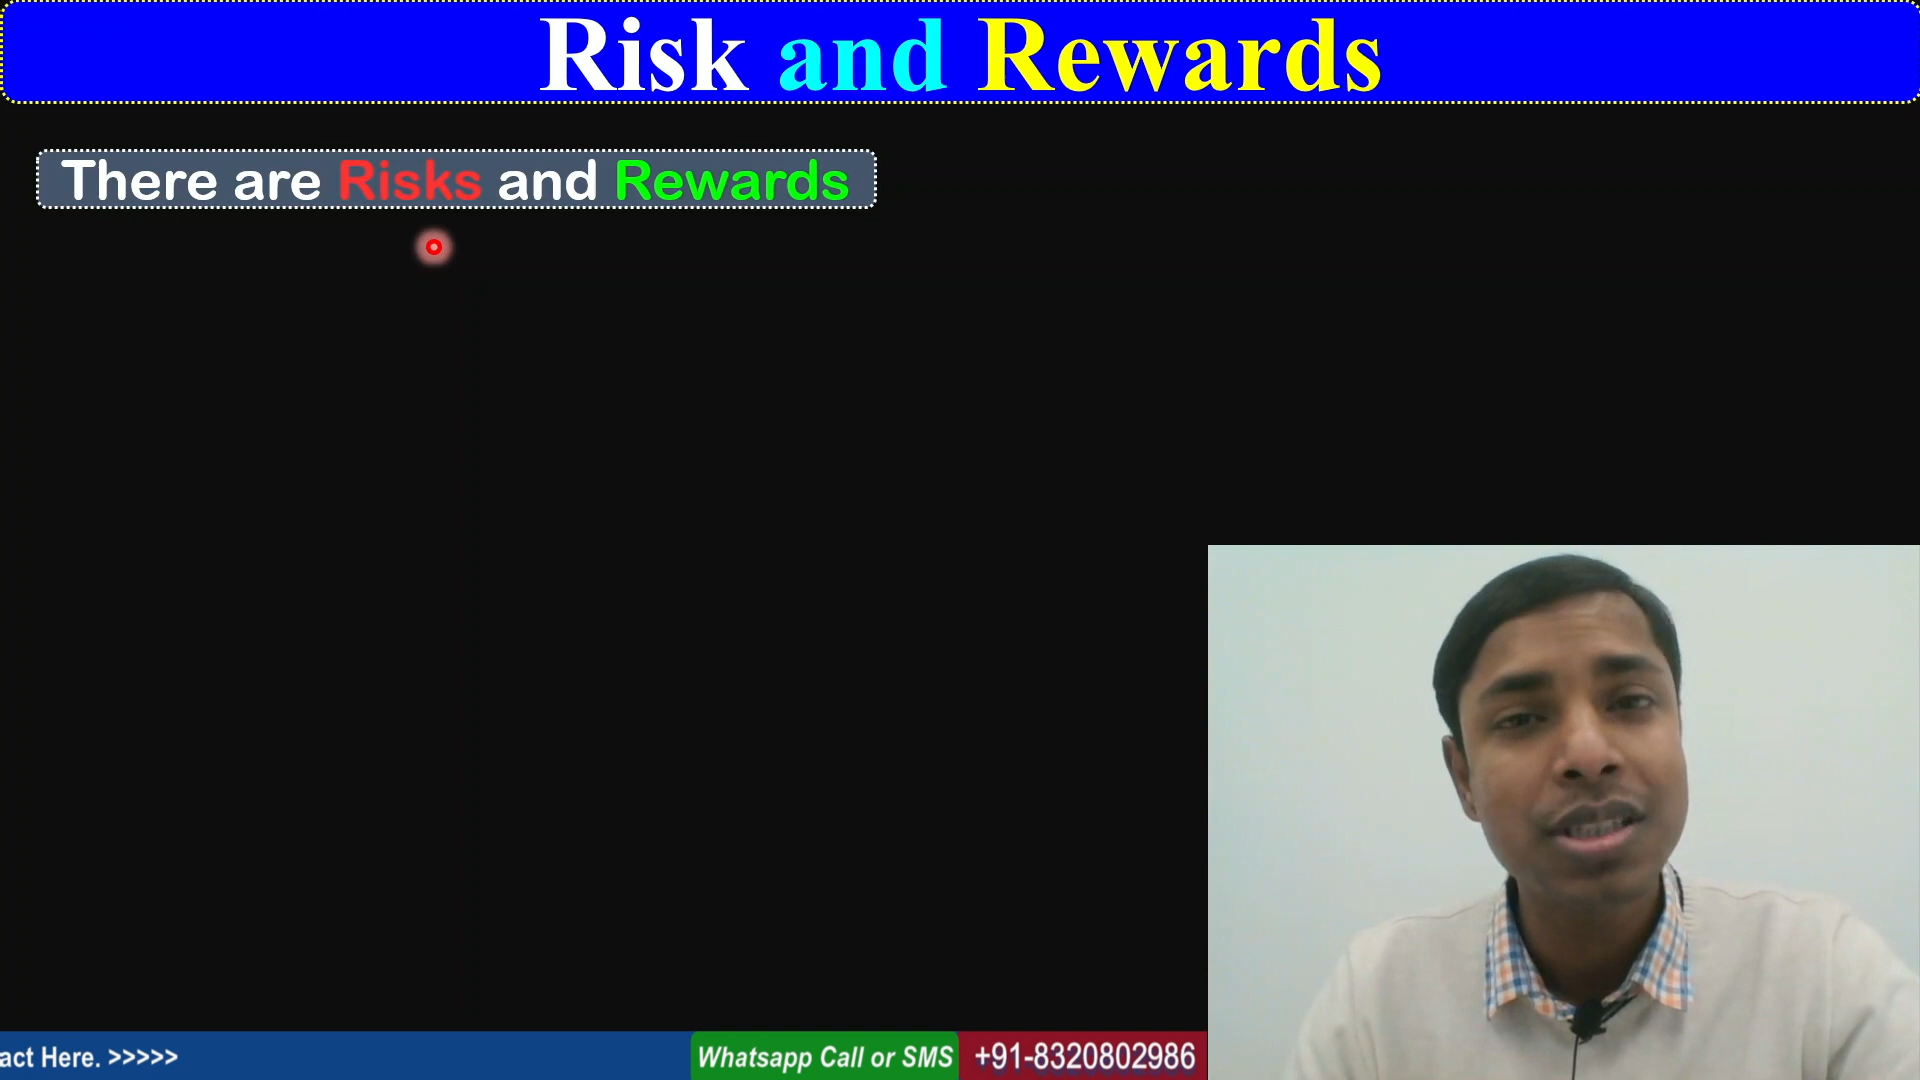 Risk and Rewards
There are Risks and Rewards
act Here. >>>>> Whatsapp Call or SMS +91-8320802986